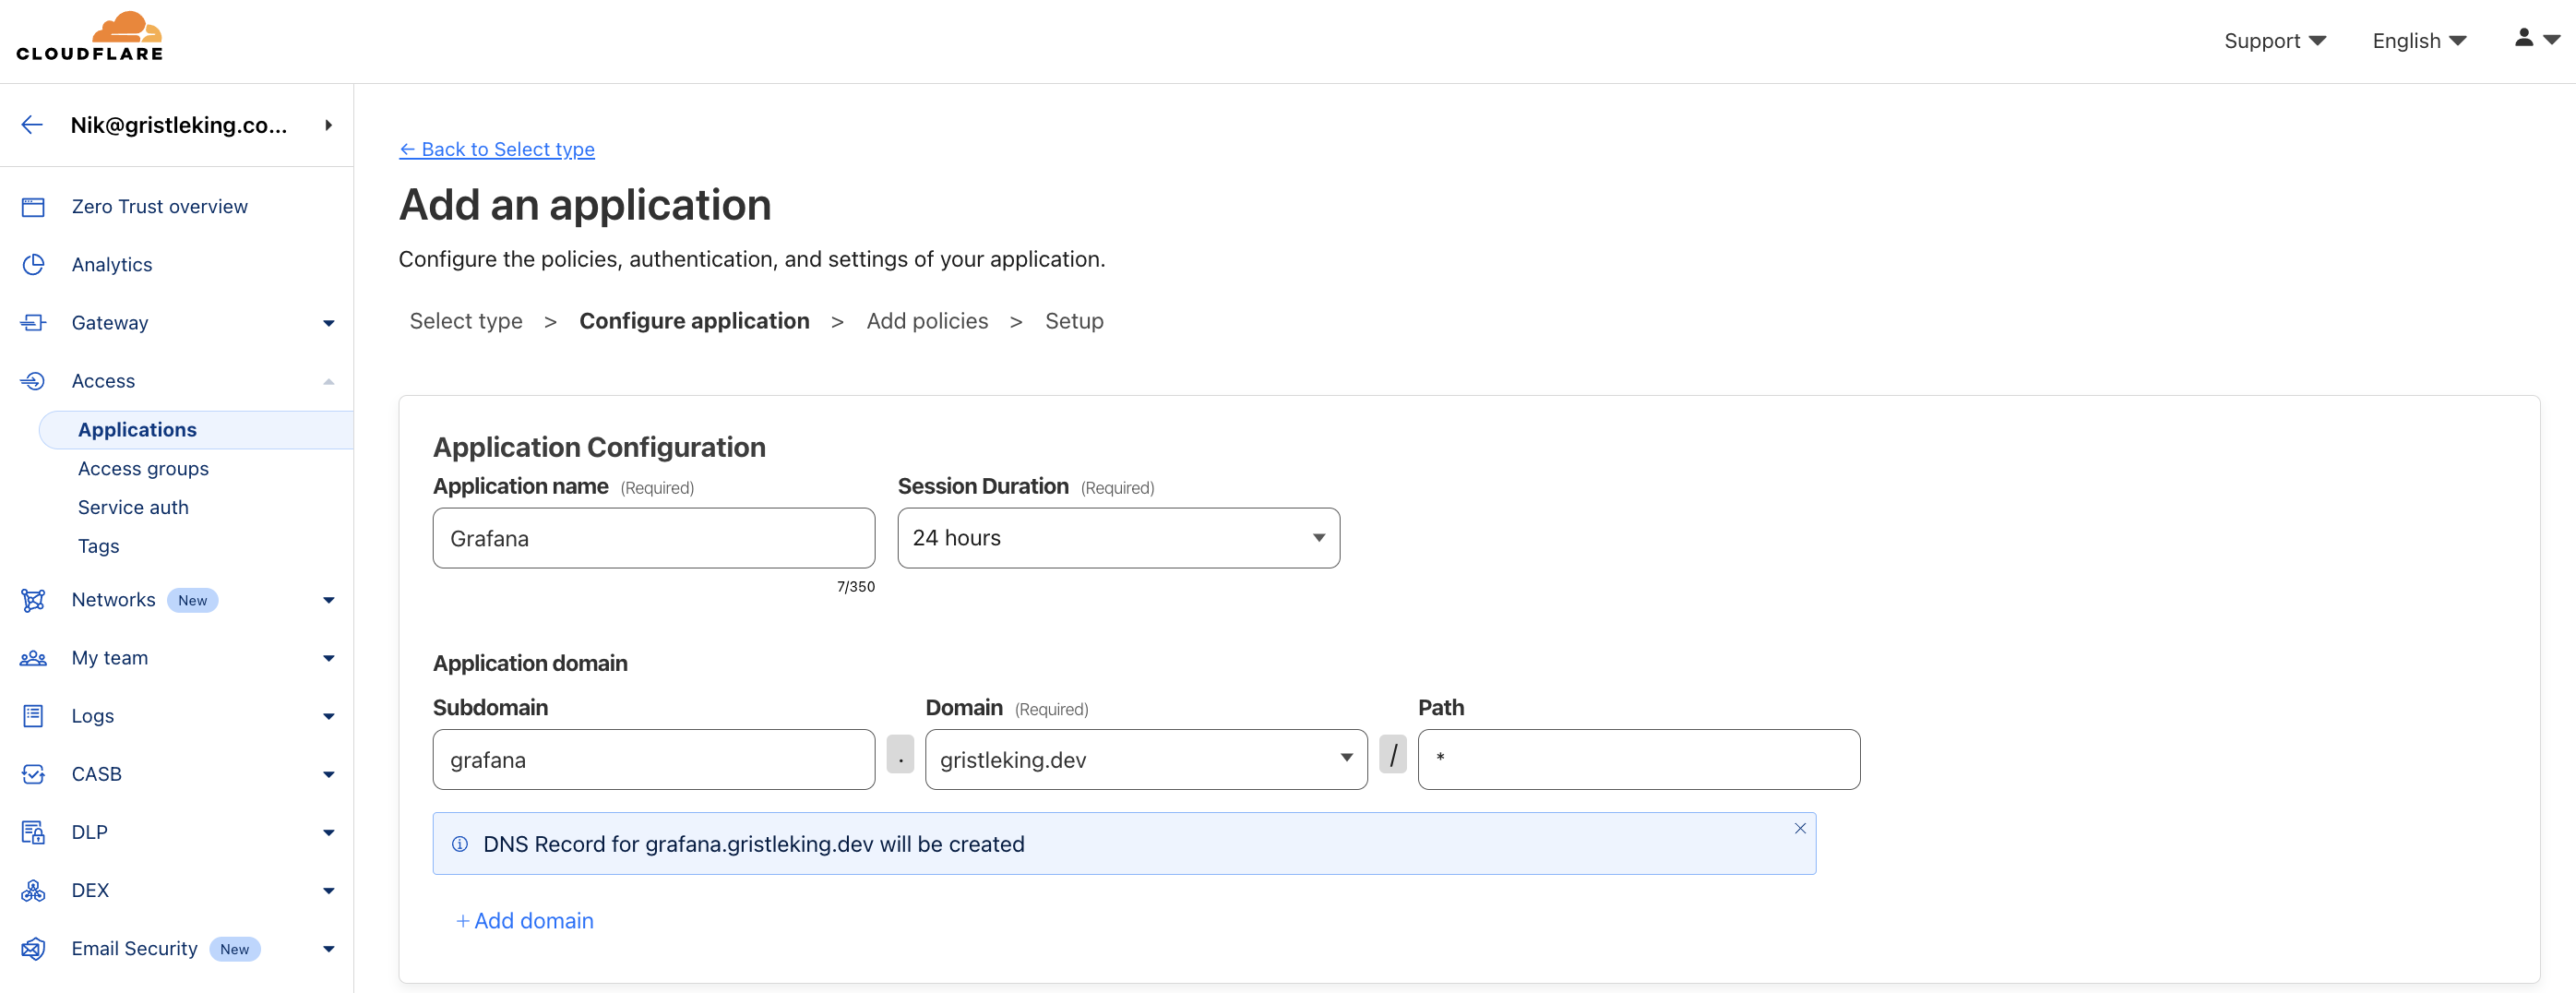 CLOUDFLARE
Support
English
Nik@gristleking.co...
Zero Trust overview
Analytics
Gateway
Access
Applications
Access groups
Service auth
Tags
Networks New
My team
Logs
CASB
DLP
DEX
Email Security New
← Back to Select type
Add an application
Configure the policies, authentication, and settings of your application.
Select type > Configure application > Add policies > Setup
Application Configuration
Application name (Required) Session Duration (Required)
Grafana 24 hours
7/350
Application domain
Subdomain Domain (Required) Path
grafana . gristleking.dev / *
DNS Record for grafana.gristleking.dev will be created
+ Add domain